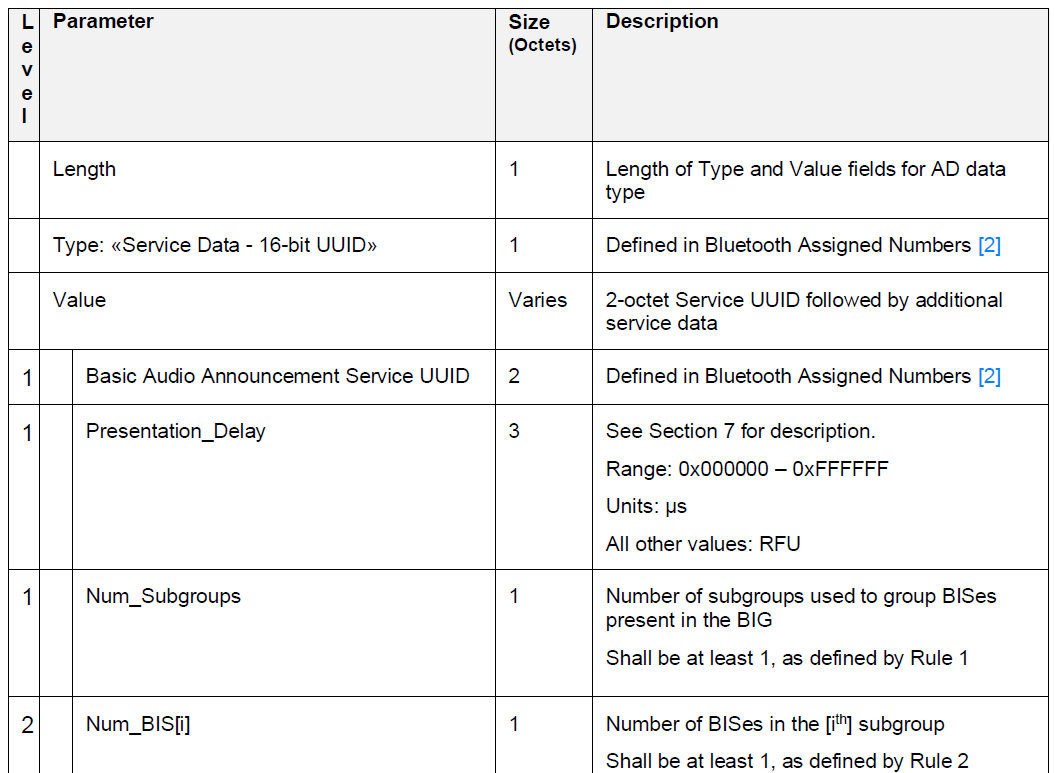 Level Parameter Size (Octets) Description
Length 1 Length of Type and Value fields for AD data
type
Type: «Service Data - 16-bit UUID» 1 Defined in Bluetooth Assigned Numbers [2]
Value Varies 2-octet Service UUID followed by additional
service data
1 Basic Audio Announcement Service UUID 2 Defined in Bluetooth Assigned Numbers [2]
1 Presentation_Delay 3 See Section 7 for description.
Range: 0x000000 – 0xFFFFFF
Units: µs
All other values: RFU
1 Num_Subgroups 1 Number of subgroups used to group BISes
present in the BIG
Shall be at least 1, as defined by Rule 1
2 Num_BIS[i] 1 Number of BISes in the [ith] subgroup
Shall be at least 1, as defined by Rule 2